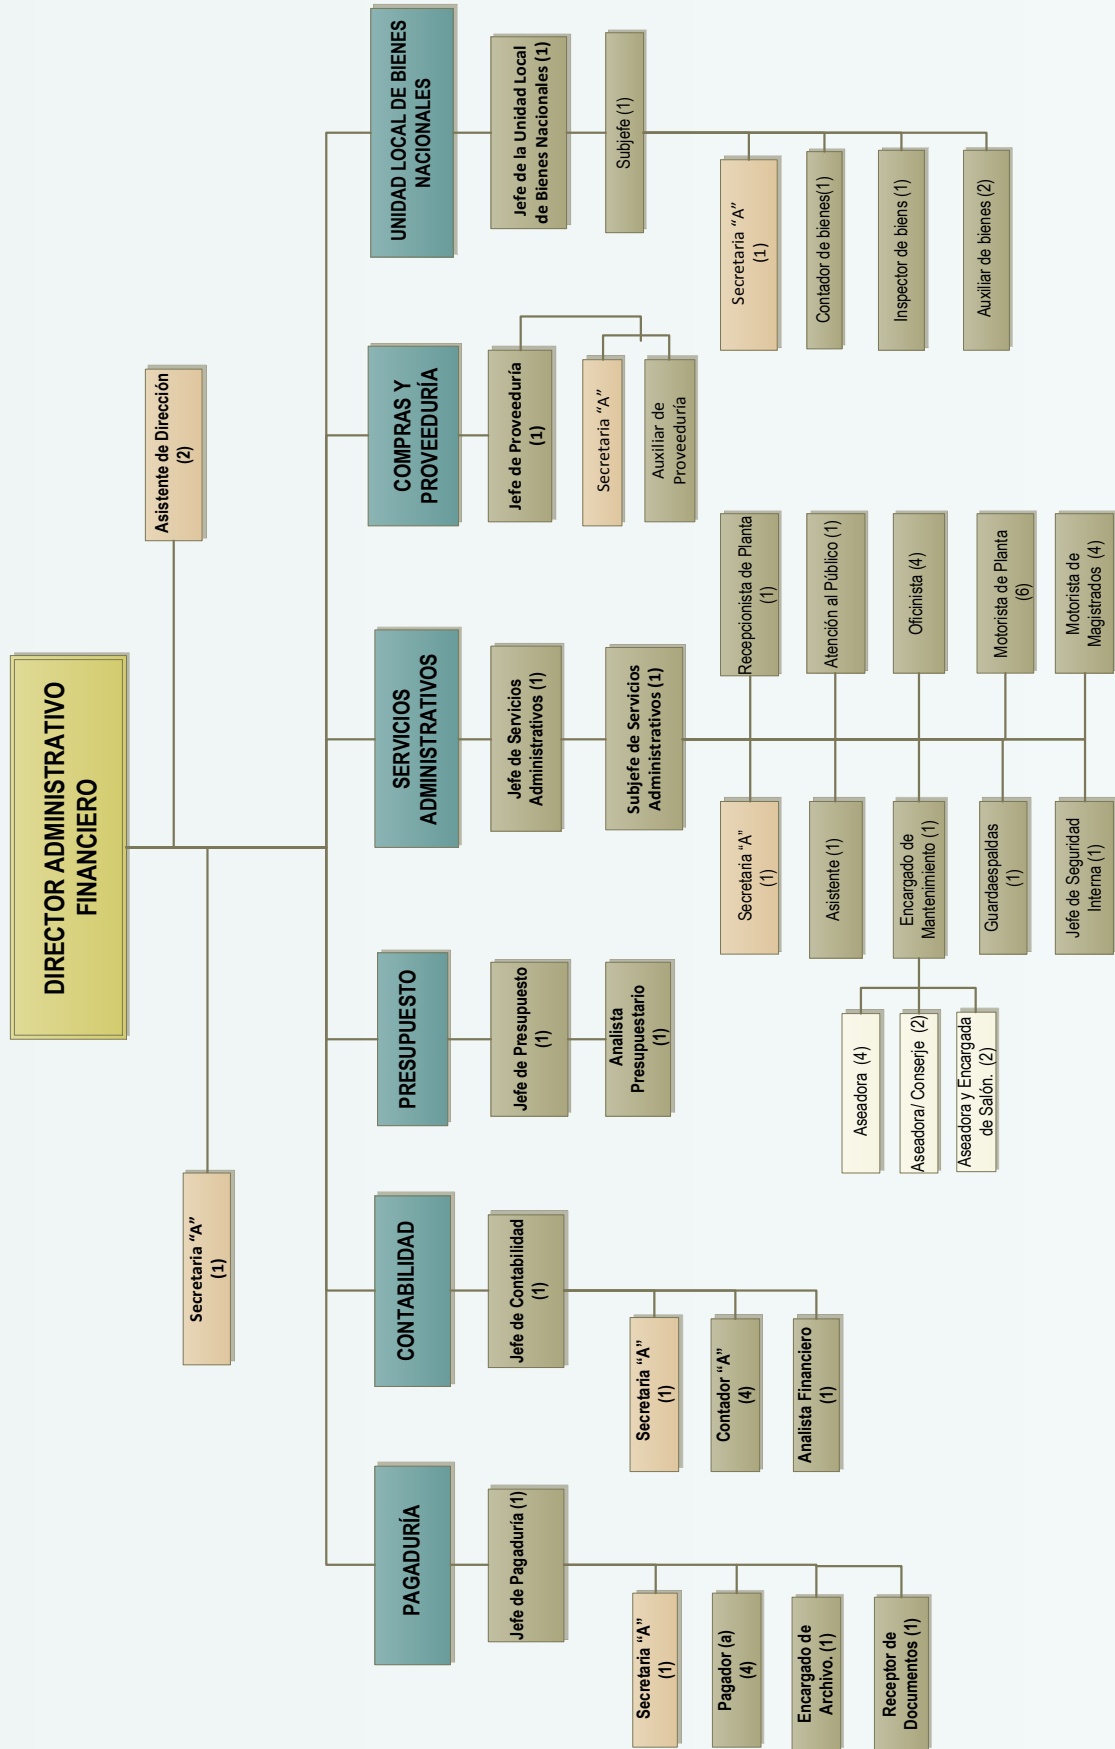 DIRECTOR ADMINISTRATIVO
FINANCIERO
Secretaria “A”
(1)
Asistente de Dirección
(2)
PAGADURÍA
Jefe de Pagaduría (1)
Secretaria “A”
(1)
Pagador (a)
(4)
Encargado de
Archivo. (1)
Receptor de
Documentos (1)
CONTABILIDAD
Jefe de Contabilidad
(1)
Secretaria “A”
(1)
Contador “A”
(4)
Analista Financiero
(1)
PRESUPUESTO
Jefe de Presupuesto
(1)
Analista
Presupuestario
(1)
SERVICIOS
ADMINISTRATIVOS
Jefe de Servicios
Administrativos (1)
Subjefe de Servicios
Administrativos (1)
Secretaria “A”
(1)
Recepcionista de Planta
(1)
Asistente (1)
Atención al Público (1)
Encargado de
Mantenimiento (1)
Oficinista (4)
Guardaespaldas
(1)
Motorista de Planta
(6)
Jefe de Seguridad
Interna (1)
Motorista de
Magistrados (4)
Aseadora (4)
Aseadora/ Conserje (2)
Aseadora y Encargada
de Salón. (2)
COMPRAS Y
PROVEEDURÍA
Jefe de Proveeduría
(1)
Secretaria “A”
Auxiliar de
Proveeduría
UNIDAD LOCAL DE BIENES
NACIONALES
Jefe de la Unidad Local
de Bienes Nacionales (1)
Subjefe (1)
Secretaria “A”
(1)
Contador de bienes(1)
Inspector de biens (1)
Auxiliar de bienes (2)